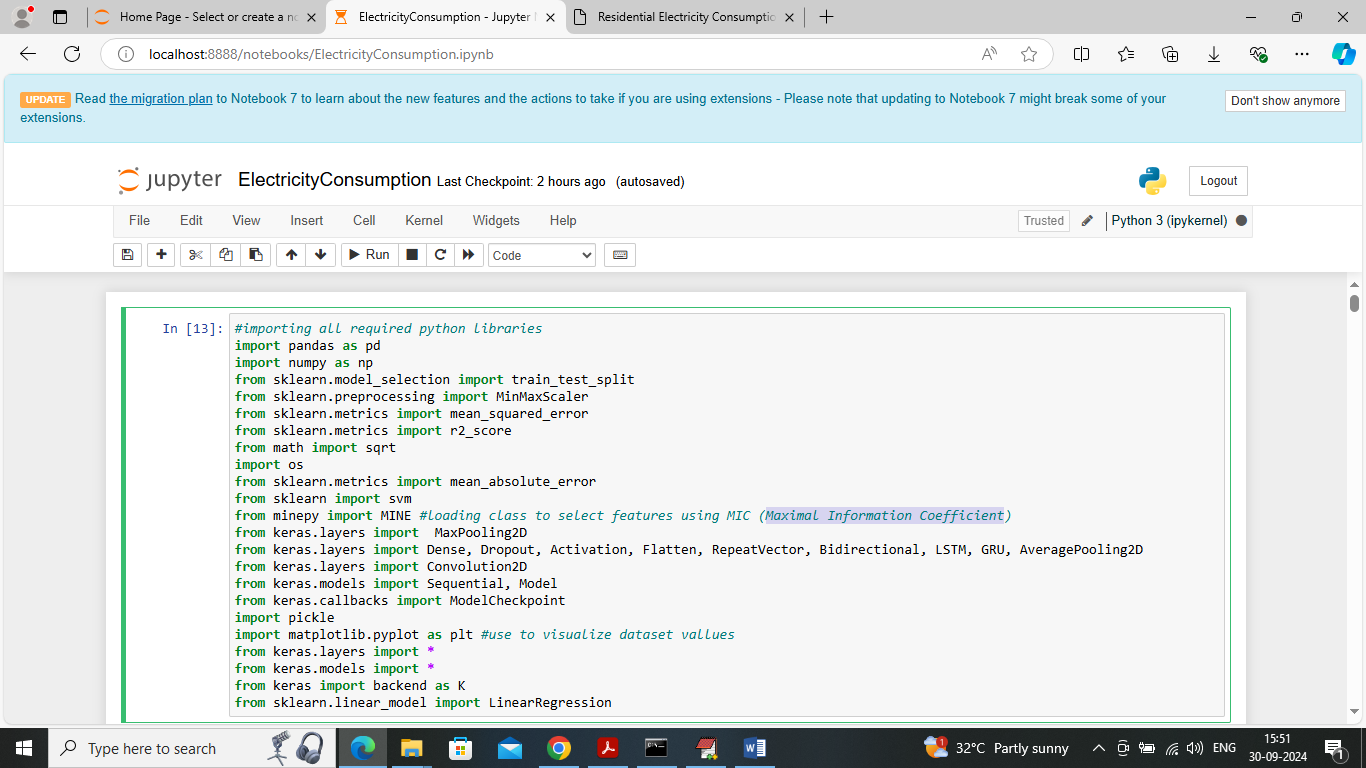 Home Page - Select or create a no
ElectricityConsumption - Jupyter
Residential Electricity Consumptio
localhost:8888/notebooks/ElectricityConsumption.ipynb
UPDATE Read the migration plan to Notebook 7 to learn about the new features and the actions to take if you are using extensions - Please note that updating to Notebook 7 might break some of your
extensions.
Don't show anymore
jupyter ElectricityConsumption Last Checkpoint: 2 hours ago (autosaved)
Logout
File Edit View Insert Cell Kernel Widgets Help
Trusted Python 3 (ipykernel)
Run Code
In [13]: #importing all required python libraries
import pandas as pd
import numpy as np
from sklearn.model_selection import train_test_split
from sklearn.preprocessing import MinMaxScaler
from sklearn.metrics import mean_squared_error
from sklearn.metrics import r2_score
from math import sqrt
import os
from sklearn.metrics import mean_absolute_error
from sklearn import svm
from minepy import MINE #loading class to select features using MIC (Maximal Information Coefficient)
from keras.layers import  MaxPooling2D
from keras.layers import Dense, Dropout, Activation, Flatten, RepeatVector, Bidirectional, LSTM, GRU, AveragePooling2D
from keras.layers import Convolution2D
from keras.models import Sequential, Model
from keras.callbacks import ModelCheckpoint
import pickle
import matplotlib.pyplot as plt #use to visualize dataset vallues
from keras.layers import *
from keras.models import *
from keras import backend as K
from sklearn.linear_model import LinearRegression
Type here to search
1
32°C Partly sunny
ENG
15:51
30-09-2024
1